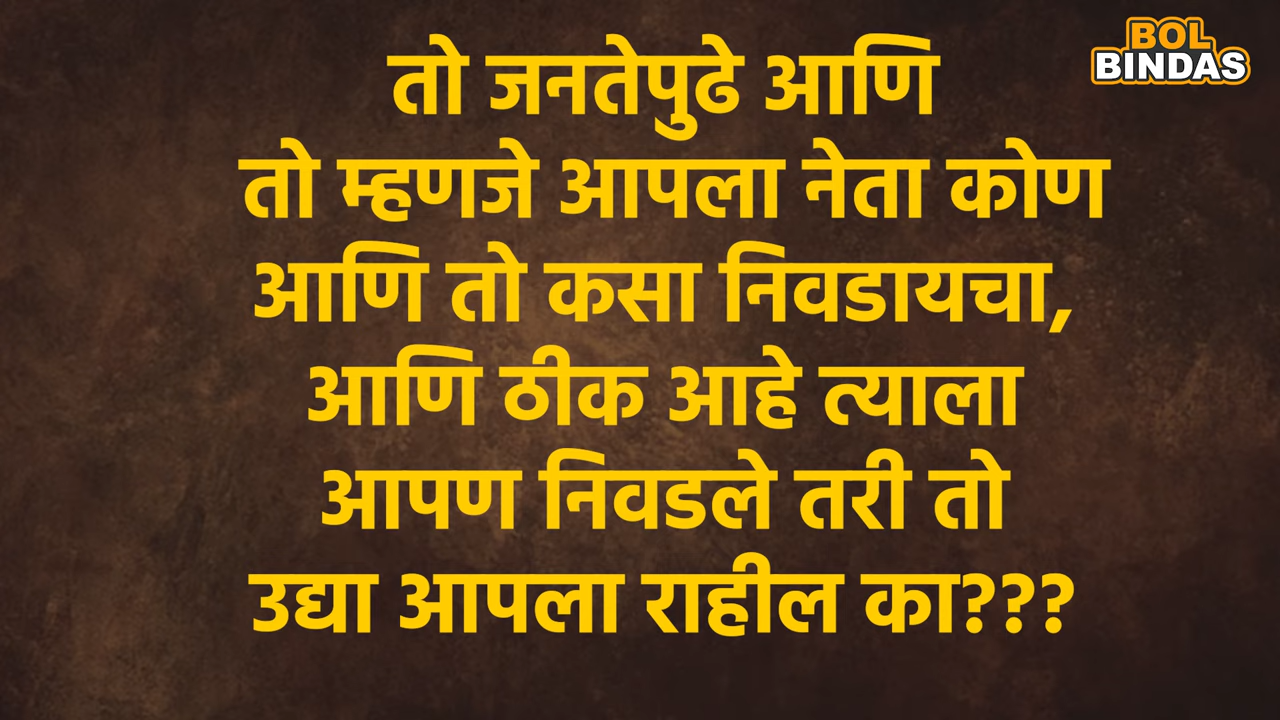 BOL
BINDAS
तो जनतेपुढे आणि
तो म्हणजे आपला नेता कोण
आणि तो कसा निवडायचा,
आणि ठीक आहे त्याला
आपण निवडले तरी तो
उद्या आपला राहील का???